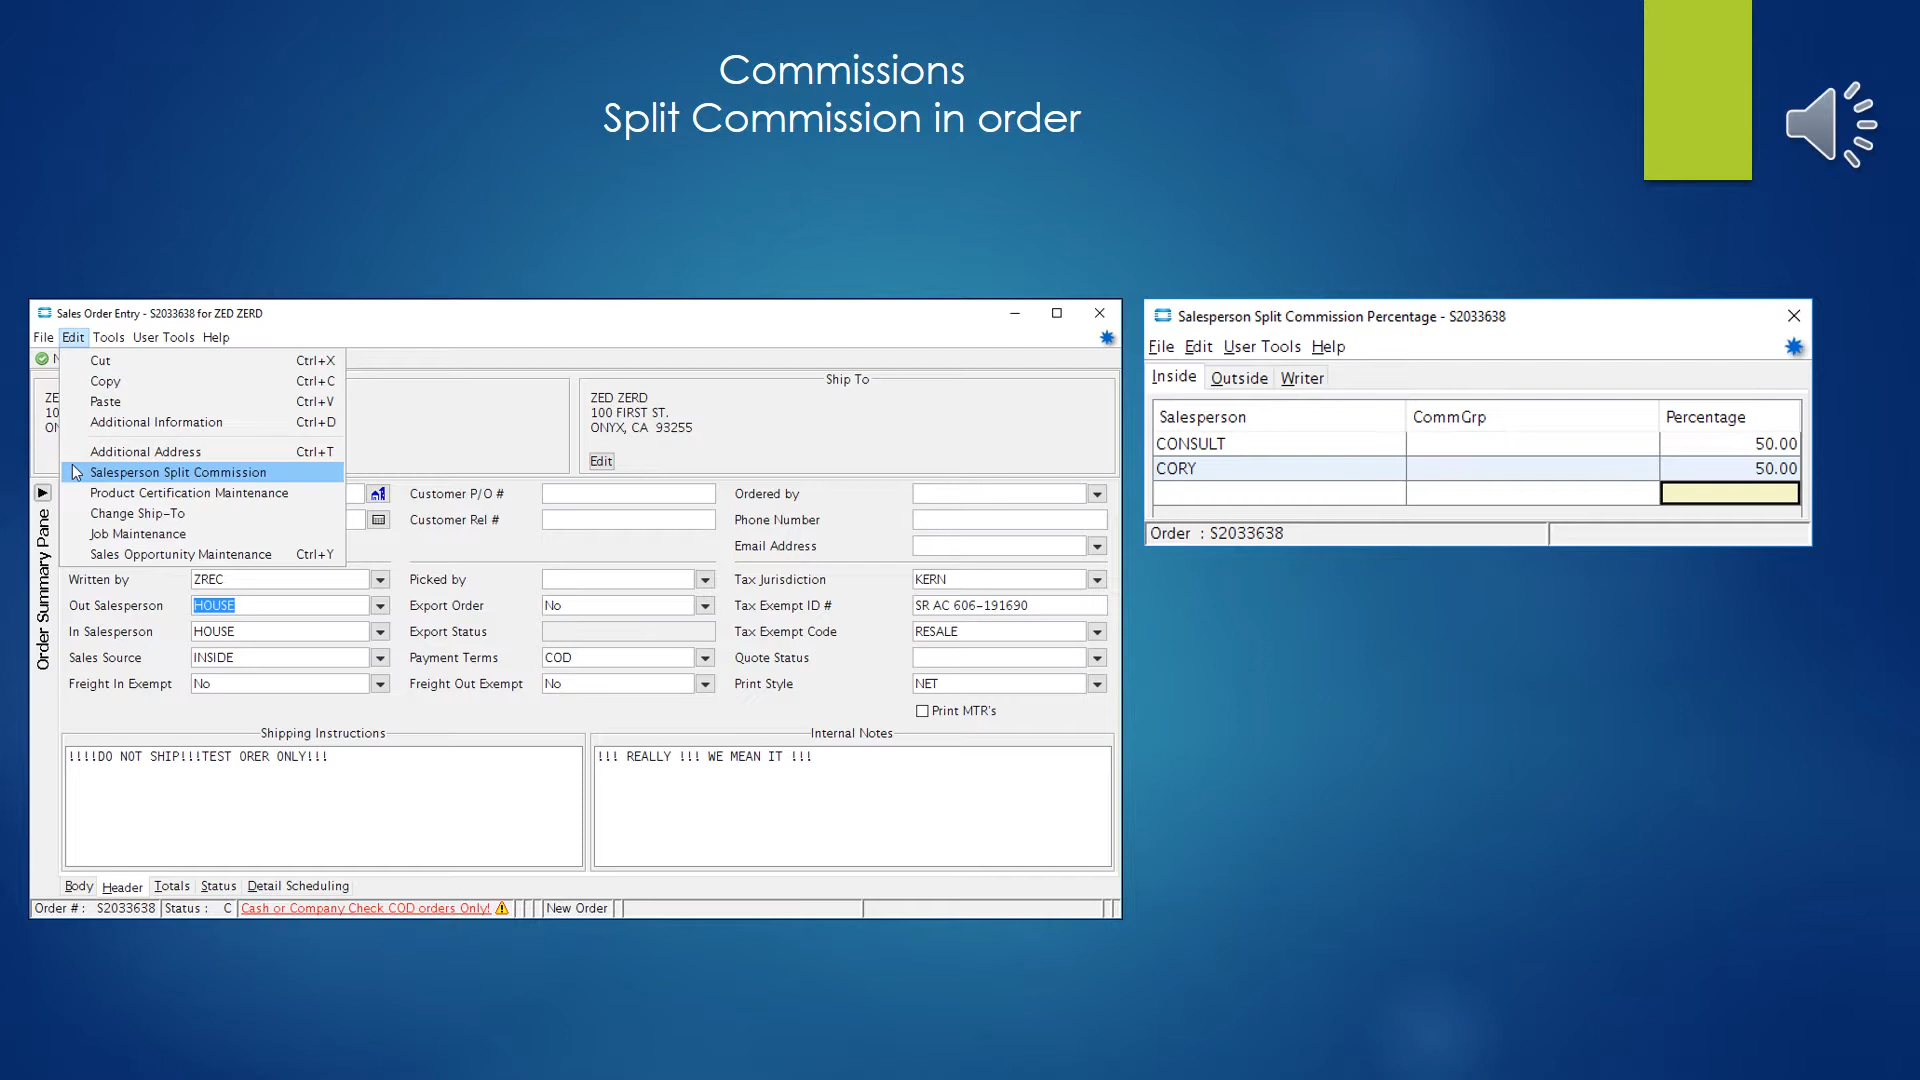 Commissions
Split Commission in order
Sales Order Entry - S2033638 for ZED ZERD
File Edit Tools User Tools Help
Cut Ctrl+X
Copy Ctrl+C
Paste Ctrl+V
Additional Information Ctrl+D
Additional Address Ctrl+T
Salesperson Split Commission
Product Certification Maintenance
Change Ship-To
Job Maintenance
Sales Opportunity Maintenance Ctrl+Y
Ship To
ZED ZERD
100 FIRST ST.
ONYX, CA 93255
Edit
Order Summary Pane
Customer P/O # Ordered by
Customer Rel # Phone Number
Email Address
Written by ZREC Picked by Tax Jurisdiction KERN
Out Salesperson HOUSE Export Order No Tax Exempt ID # SR AC 606-191690
In Salesperson HOUSE Export Status Tax Exempt Code RESALE
Sales Source INSIDE Payment Terms COD Quote Status
Freight In Exempt No Freight Out Exempt No Print Style NET
Print MTR's
Shipping Instructions Internal Notes
!!!!DO NOT SHIP!!!TEST ORER ONLY!!! !!! REALLY !!! WE MEAN IT !!!
Body Header Totals Status Detail Scheduling
Order # : S2033638 Status : C Cash or Company Check COD orders Only! New Order
Salesperson Split Commission Percentage - S2033638
File Edit User Tools Help
Inside Outside Writer
Salesperson CommGrp Percentage
CONSULT 50.00
CORY 50.00
Order : S2033638